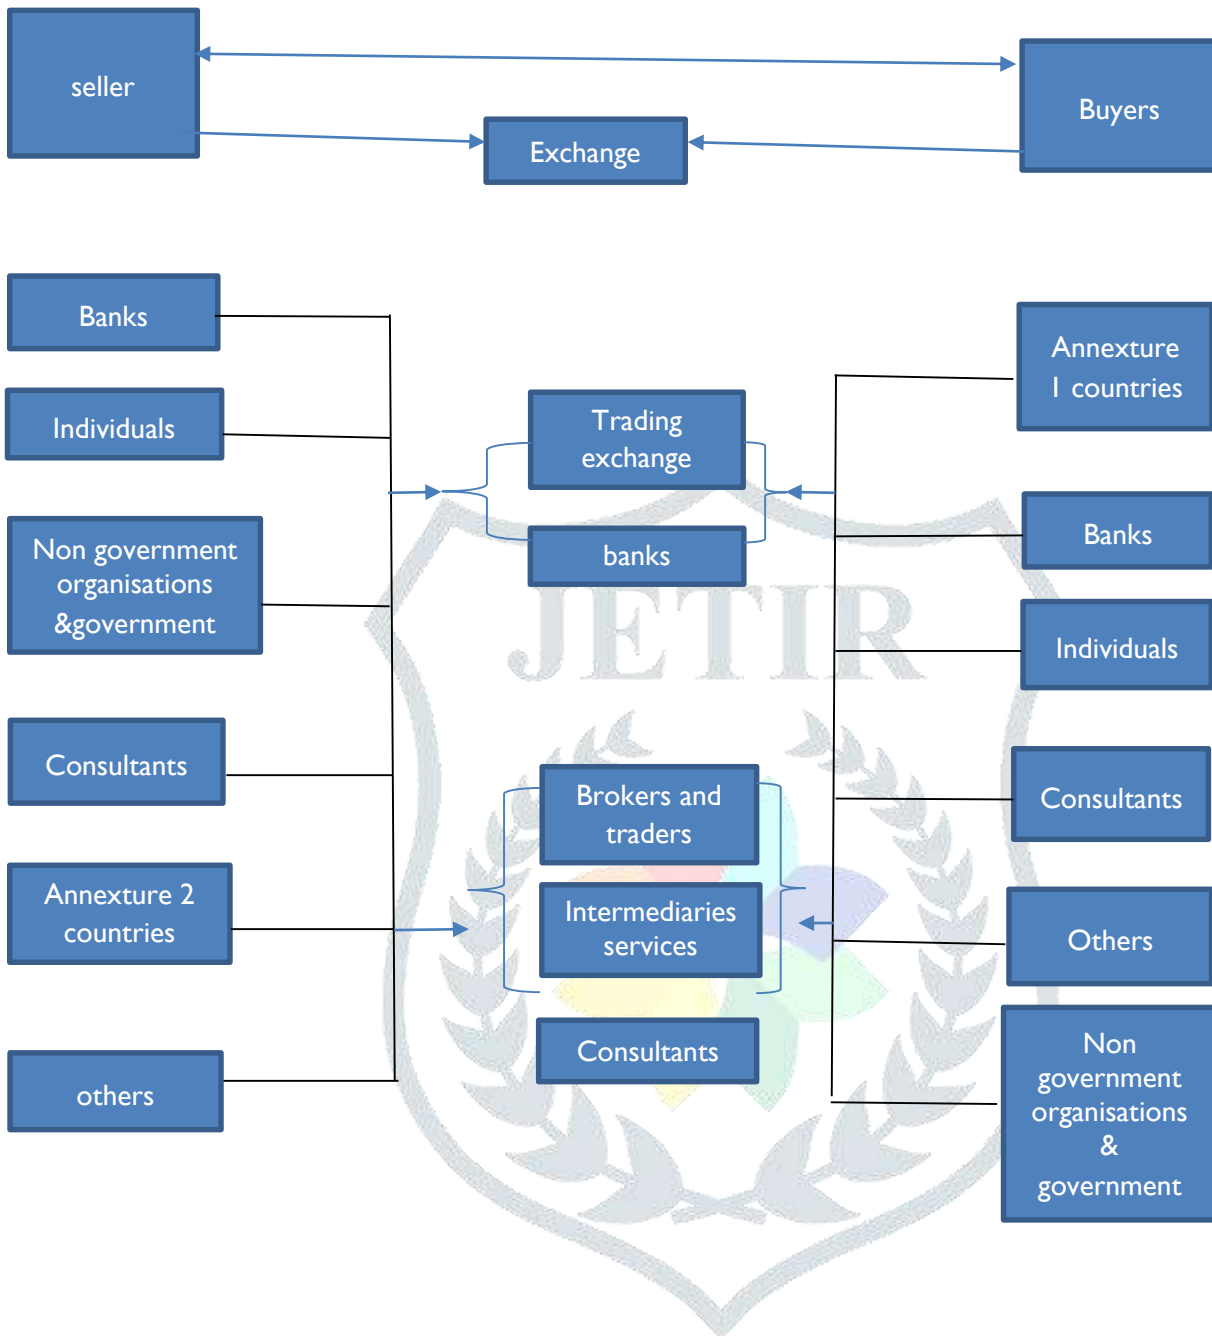 seller
Buyers
Exchange
Banks
Individuals
Non government
organisations
&government
Consultants
Annexture 2
countries
others
Trading
exchange
banks
JETIR
Brokers and
traders
Intermediaries
services
Consultants
Annexture
1 countries
Banks
Individuals
Consultants
Others
Non
government
organisations
&
government